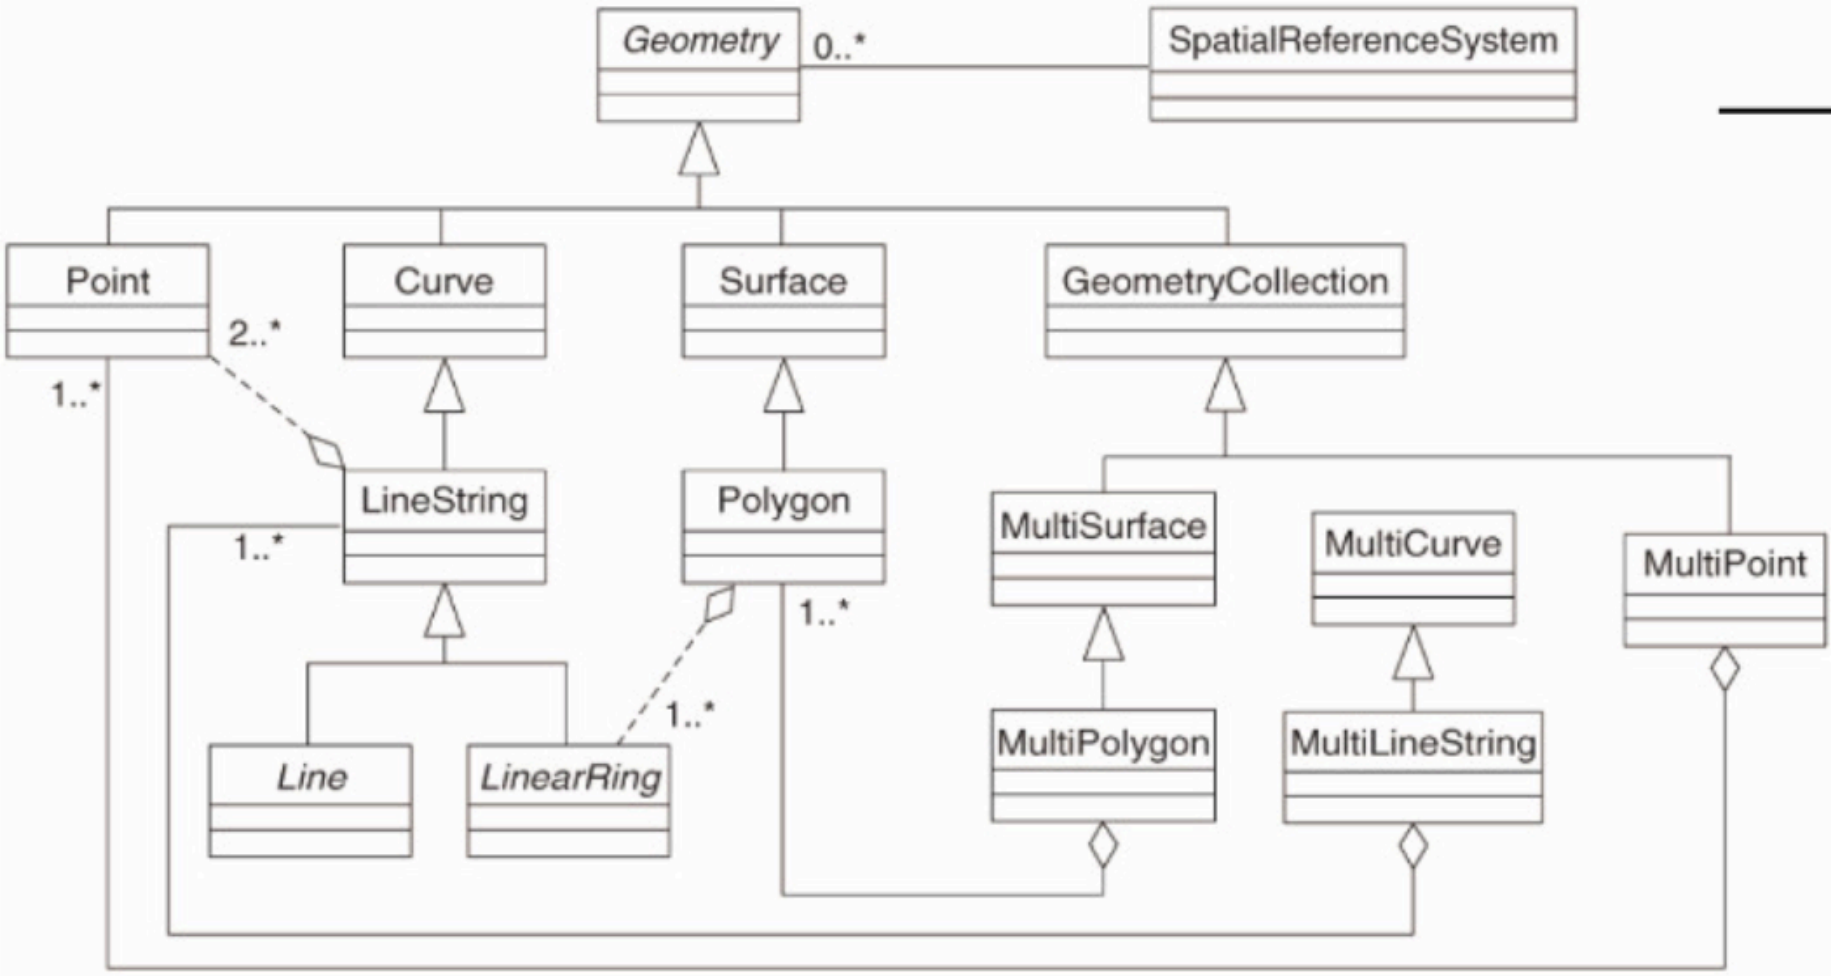 Geometry
0..*
SpatialReferenceSystem
Point
Curve
Surface
GeometryCollection
2..*
1..*
LineString
Polygon
MultiSurface
MultiCurve
MultiPoint
1..*
1..*
1..*
Line
LinearRing
MultiPolygon
MultiLineString